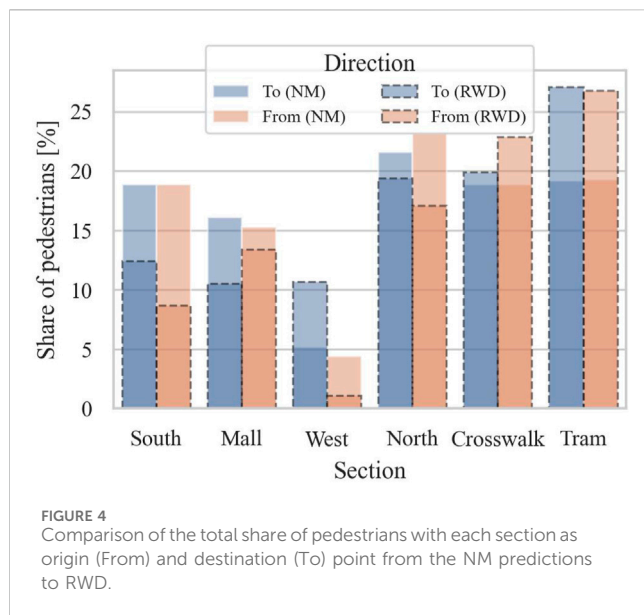 Direction
To (NM) To (RWD)
From (NM) From (RWD)
Share of pedestrians [%]
25
20
15
10
5
0
South Mall West North Crosswalk Tram
Section
FIGURE 4
Comparison of the total share of pedestrians with each section as
origin (From) and destination (To) point from the NM predictions
to RWD.